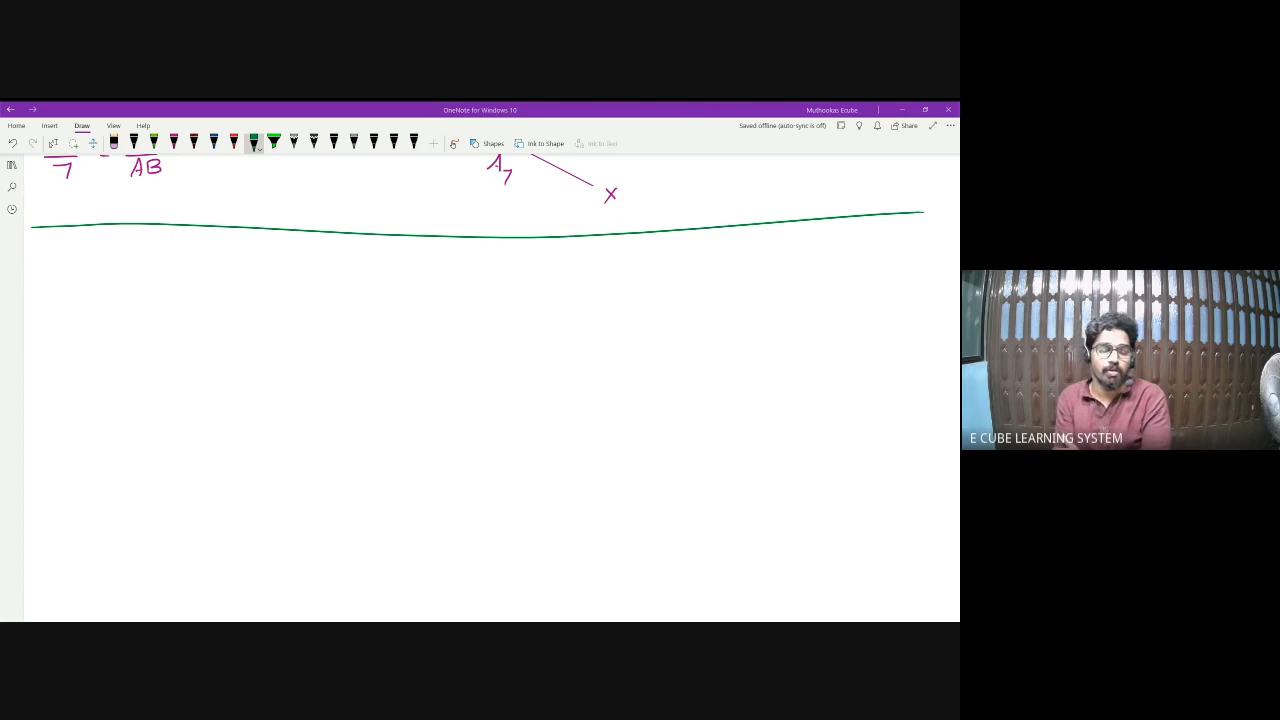 OneNote for Windows 10
Muthookas Ecube
Home Insert Draw View Help
Saved offline (auto-sync is off)
Share
Shapes
Ink to Shape
Ink to Text
7 = AB
A7
X
E CUBE LEARNING SYSTEM